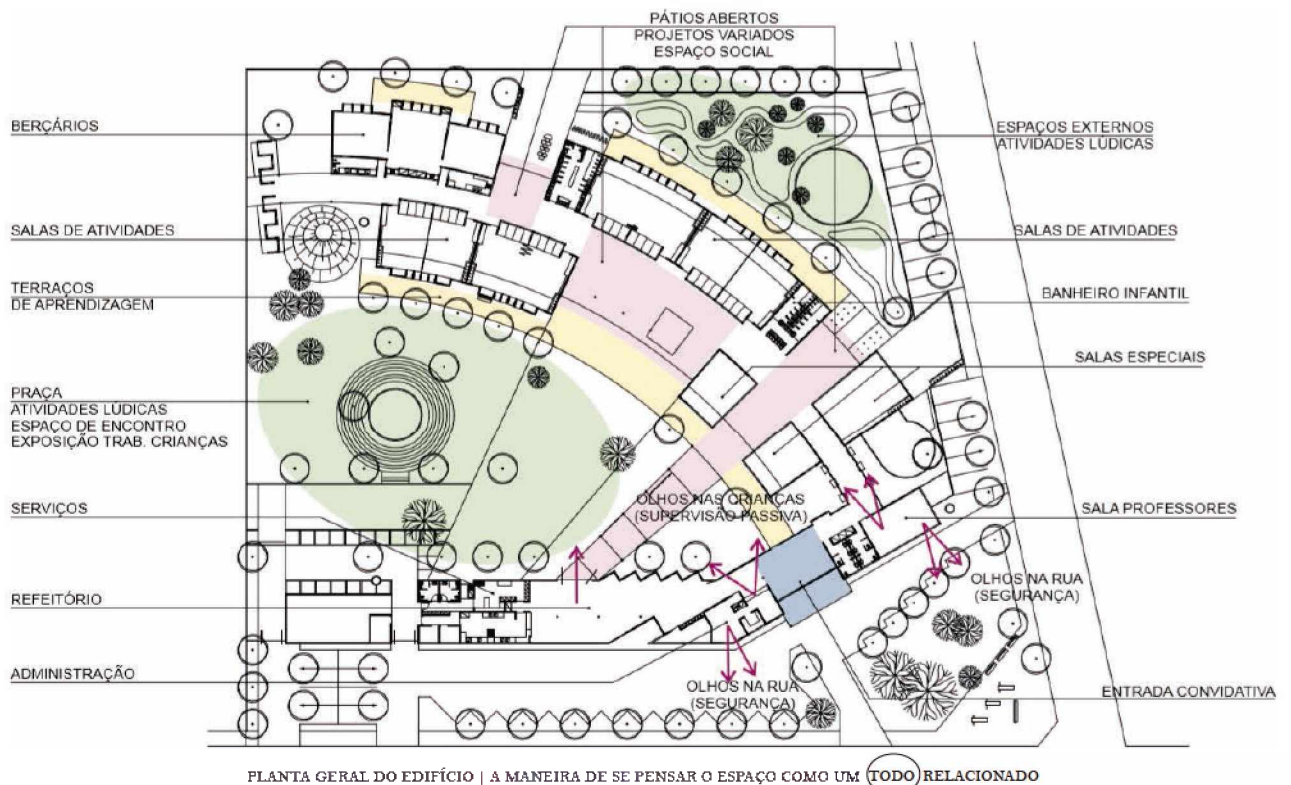 PÁTIOS ABERTOS
PROJETOS VARIADOS
ESPAÇO SOCIAL
BERÇÁRIOS
ESPAÇOS EXTERNOS
ATIVIDADES LÚDICAS
SALAS DE ATIVIDADES
SALAS DE ATIVIDADES
TERRAÇOS
DE APRENDIZAGEM
BANHEIRO INFANTIL
SALAS ESPECIAIS
PRAÇA
ATIVIDADES LÚDICAS
ESPAÇO DE ENCONTRO
EXPOSIÇÃO TRAB. CRIANÇAS
OLHOS NAS CRIANÇAS
(SUPERVISÃO PASSIVA)
SERVIÇOS
SALA PROFESSORES
OLHOS NA RUA
(SEGURANÇA)
REFEITÓRIO
ADMINISTRAÇÃO
OLHOS NA RUA
(SEGURANÇA)
ENTRADA CONVIDATIVA
PLANTA GERAL DO EDIFÍCIO | A MANEIRA DE SE PENSAR O ESPAÇO COMO UM TODO RELACIONADO